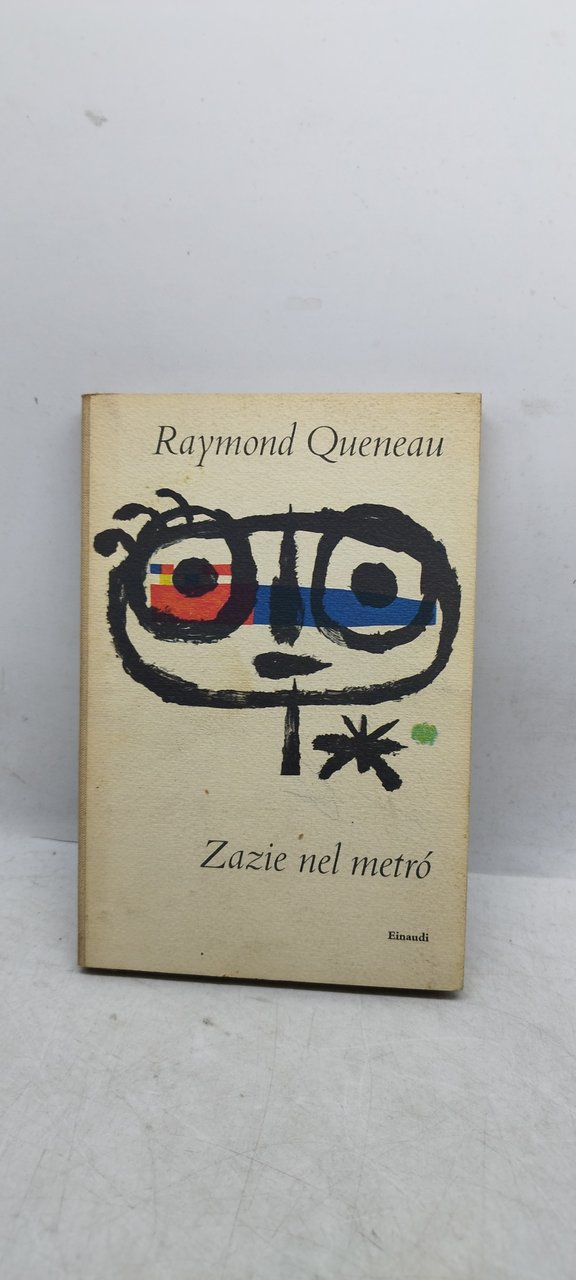 Raymond Queneau
Zazie nel metró
Einaudi